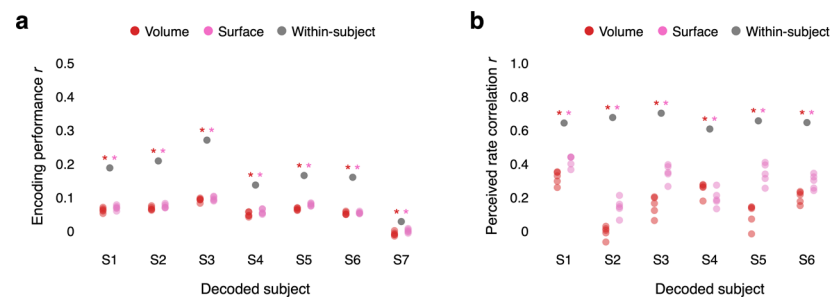 a
Volume Surface Within-subject
Encoding performance r
0.5
0.4
0.3
0.2
0.1
0
* *
* *
* *
* *
* *
* *
* *
S1 S2 S3 S4 S5 S6 S7
Decoded subject
b
Volume Surface Within-subject
Perceived rate correlation r
1.0
0.8
0.6
0.4
0.2
0
* *
* *
* *
* *
* *
* *
S1 S2 S3 S4 S5 S6
Decoded subject